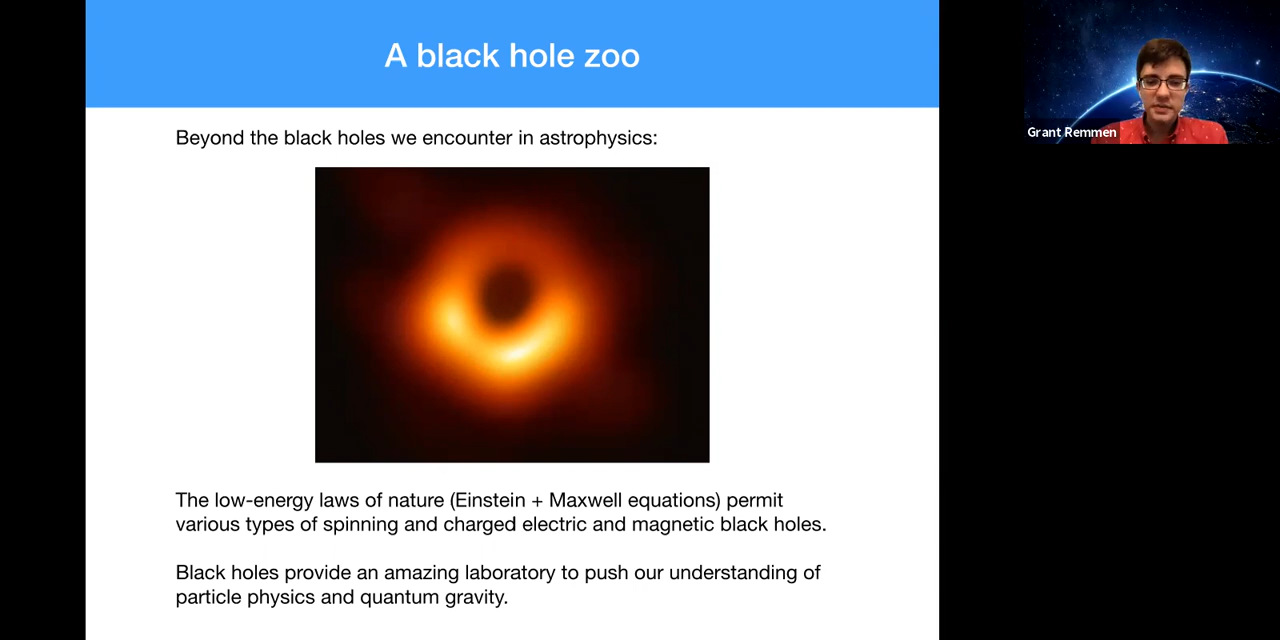 A black hole zoo
Beyond the black holes we encounter in astrophysics:
The low-energy laws of nature (Einstein + Maxwell equations) permit
various types of spinning and charged electric and magnetic black holes.
Black holes provide an amazing laboratory to push our understanding of
particle physics and quantum gravity.
Grant Remmen